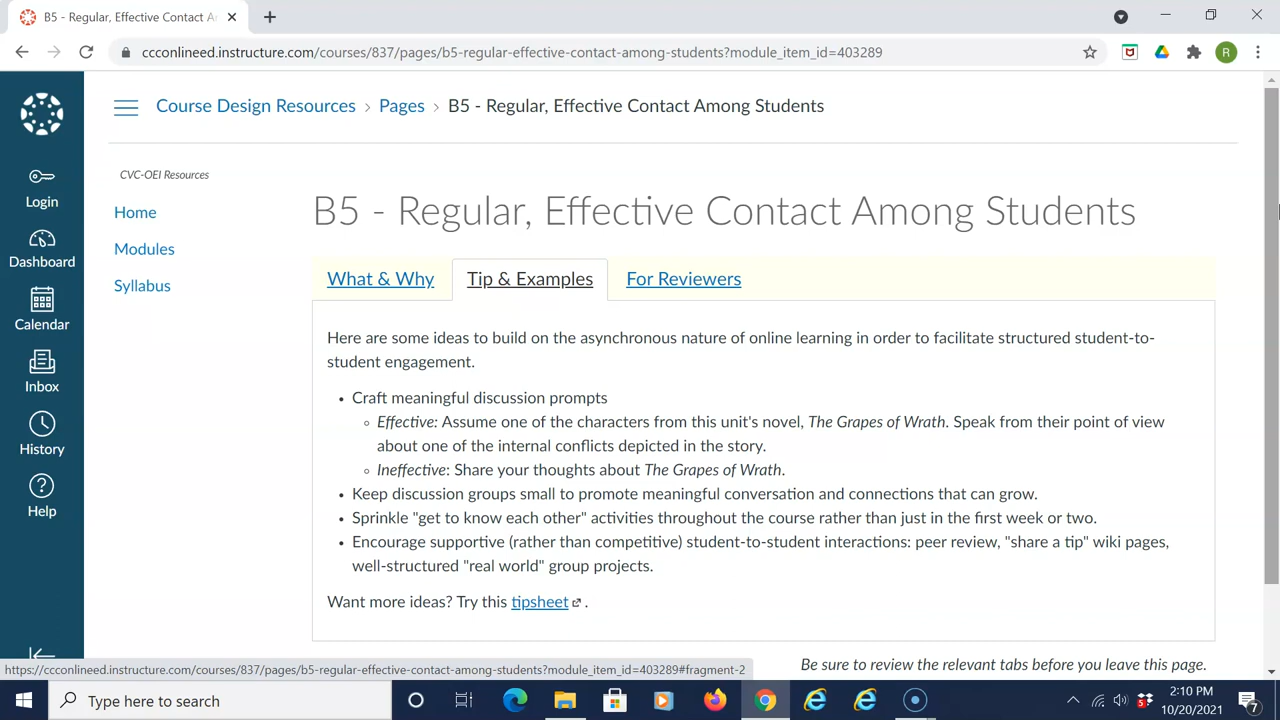 B5 - Regular, Effective Contact A
ccconlineed.instructure.com/courses/837/pages/b5-regular-effective-contact-among-students?module_item_id=403289
R
Course Design Resources > Pages > B5 - Regular, Effective Contact Among Students
CVC-OEI Resources
Home
Modules
Syllabus
Login
Dashboard
Calendar
Inbox
History
Help
B5 - Regular, Effective Contact Among Students
What & Why
Tip & Examples
For Reviewers
Here are some ideas to build on the asynchronous nature of online learning in order to facilitate structured student-to-
student engagement.
• Craft meaningful discussion prompts
◦ Effective: Assume one of the characters from this unit's novel, The Grapes of Wrath. Speak from their point of view
about one of the internal conflicts depicted in the story.
◦ Ineffective: Share your thoughts about The Grapes of Wrath.
• Keep discussion groups small to promote meaningful conversation and connections that can grow.
• Sprinkle "get to know each other" activities throughout the course rather than just in the first week or two.
• Encourage supportive (rather than competitive) student-to-student interactions: peer review, "share a tip" wiki pages,
well-structured "real world" group projects.
Want more ideas? Try this tipsheet .
Be sure to review the relevant tabs before you leave this page.
https://ccconlineed.instructure.com/courses/837/pages/b5-regular-effective-contact-among-students?module_item_id=403289#fragment-2
Type here to search
5
2:10 PM
10/20/2021
7